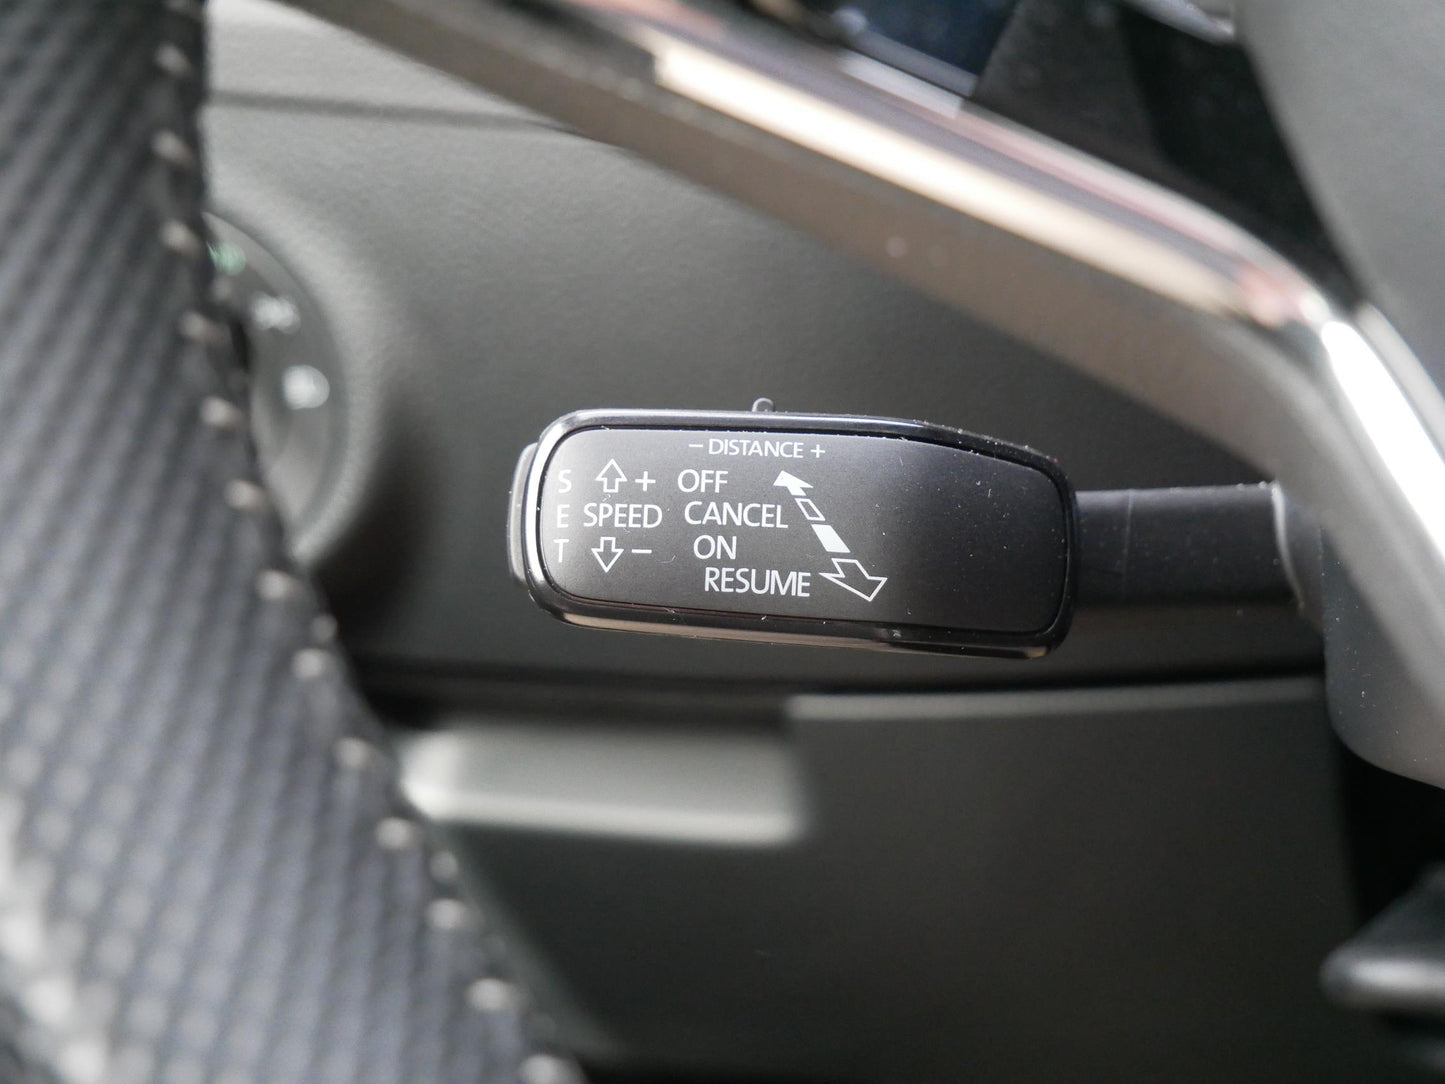 − DISTANCE +
S + OFF
E SPEED CANCEL
T − ON
RESUME